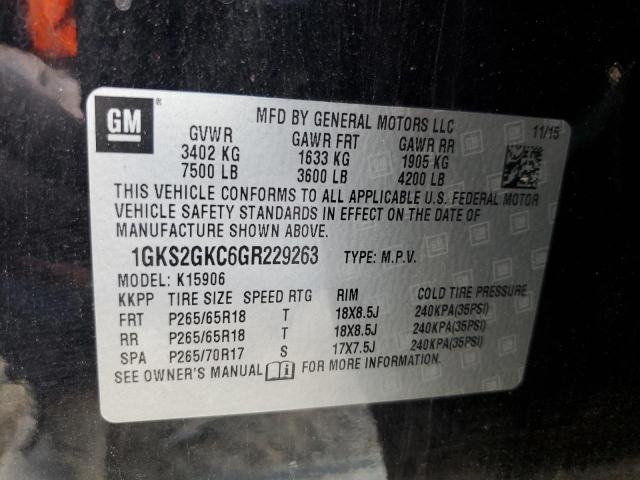 GM
MFD BY GENERAL MOTORS LLC 11/15
GVWR GAWR FRT GAWR RR
3402 KG 1633 KG 1905 KG
7500 LB 3600 LB 4200 LB
THIS VEHICLE CONFORMS TO ALL APPLICABLE U.S. FEDERAL MOTOR
VEHICLE SAFETY STANDARDS IN EFFECT ON THE DATE OF
MANUFACTURE SHOWN ABOVE.
1GKS2GKC6GR229263 TYPE: M.P.V.
MODEL: K15906
KKPP TIRE SIZE SPEED RTG RIM COLD TIRE PRESSURE
FRT P265/65R18 T 18X8.5J 240KPA(35PSI)
RR P265/65R18 T 18X8.5J 240KPA(35PSI)
SPA P265/70R17 S 17X7.5J 240KPA(35PSI)
SEE OWNER'S MANUAL FOR MORE INFORMATION.